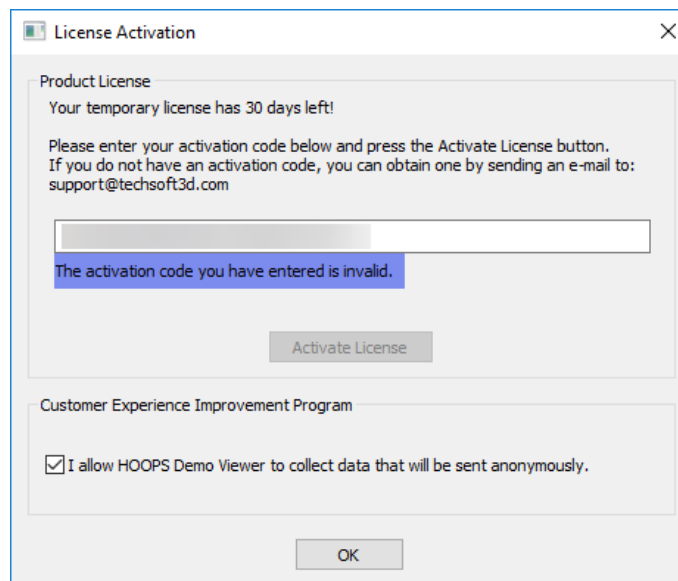 License Activation
Product License
Your temporary license has 30 days left!
Please enter your activation code below and press the Activate License button.
If you do not have an activation code, you can obtain one by sending an e-mail to:
support@techsoft3d.com
The activation code you have entered is invalid.
Activate License
Customer Experience Improvement Program
I allow HOOPS Demo Viewer to collect data that will be sent anonymously.
OK